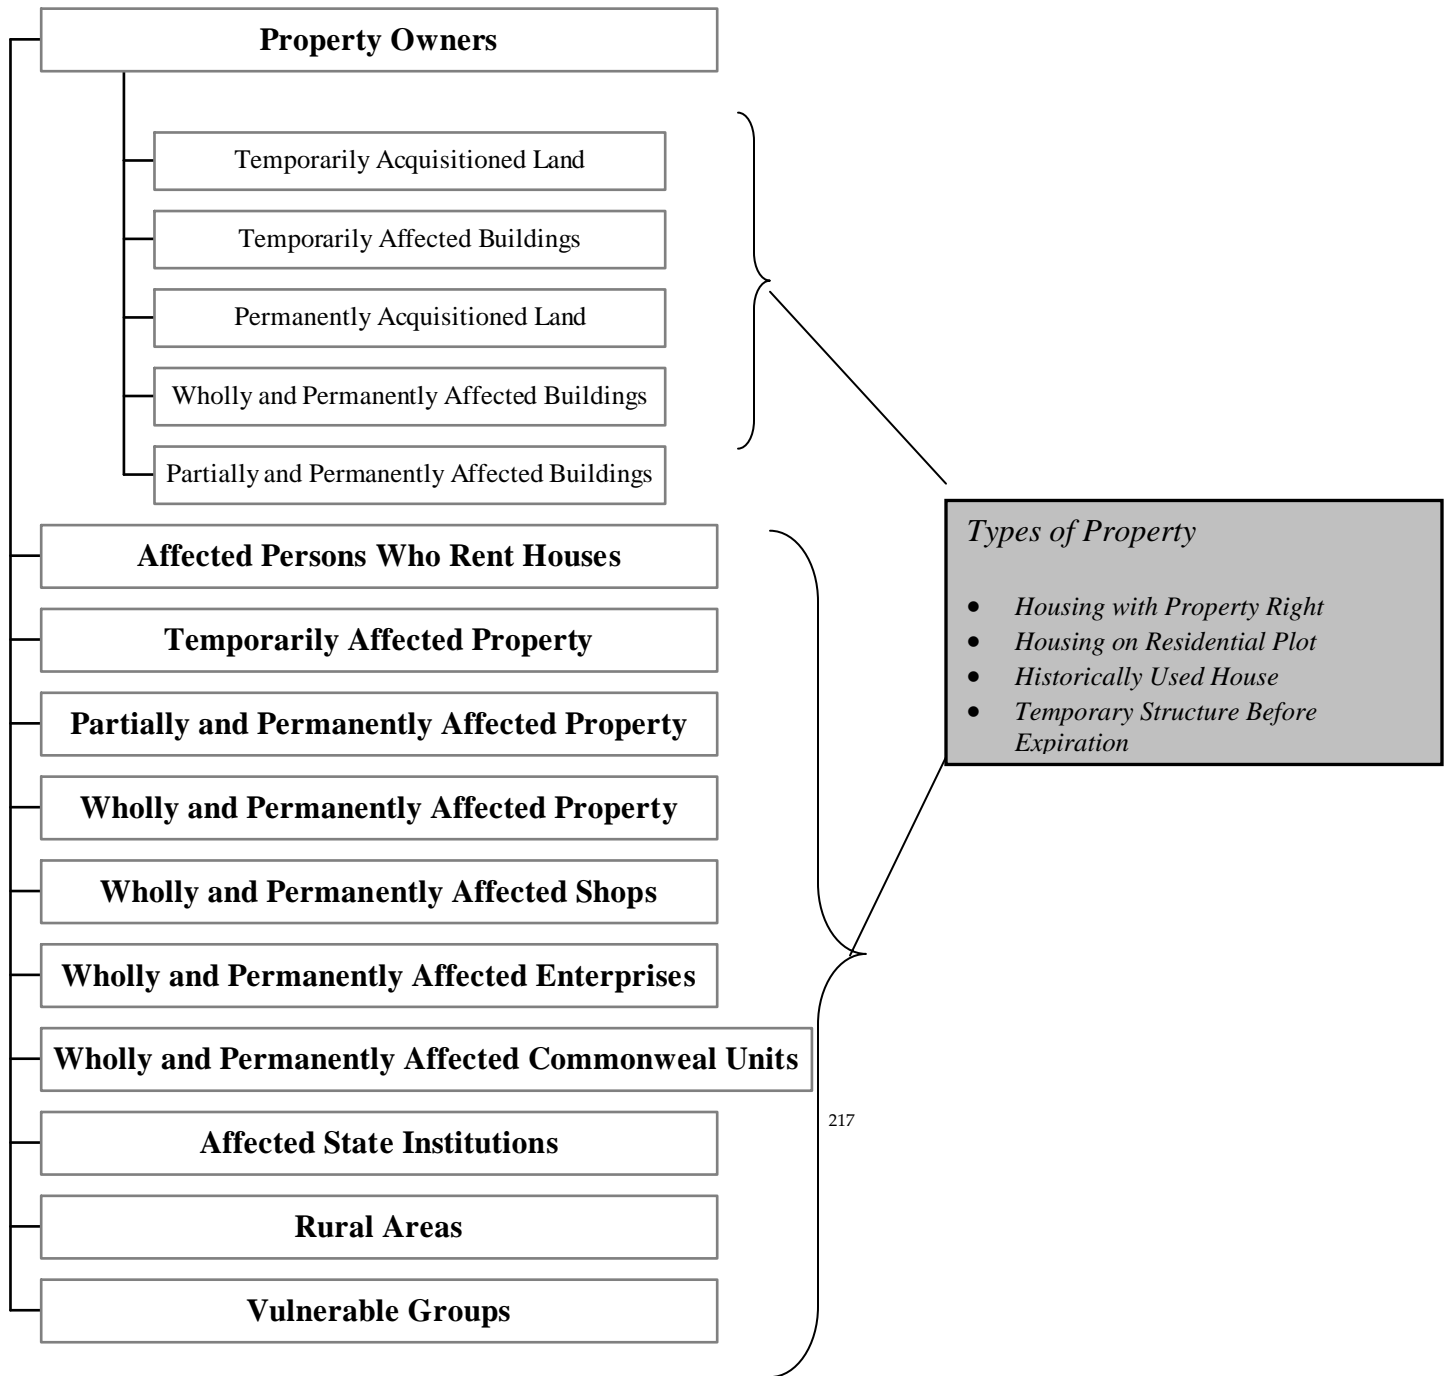 Property Owners
Temporarily Acquisitioned Land
Temporarily Affected Buildings
Permanently Acquisitioned Land
Wholly and Permanently Affected Buildings
Partially and Permanently Affected Buildings
Affected Persons Who Rent Houses
Temporarily Affected Property
Partially and Permanently Affected Property
Wholly and Permanently Affected Property
Wholly and Permanently Affected Shops
Wholly and Permanently Affected Enterprises
Wholly and Permanently Affected Commonweal Units
Affected State Institutions
Rural Areas
Vulnerable Groups
Types of Property
• Housing with Property Right
• Housing on Residential Plot
• Historically Used House
• Temporary Structure Before
Expiration
217